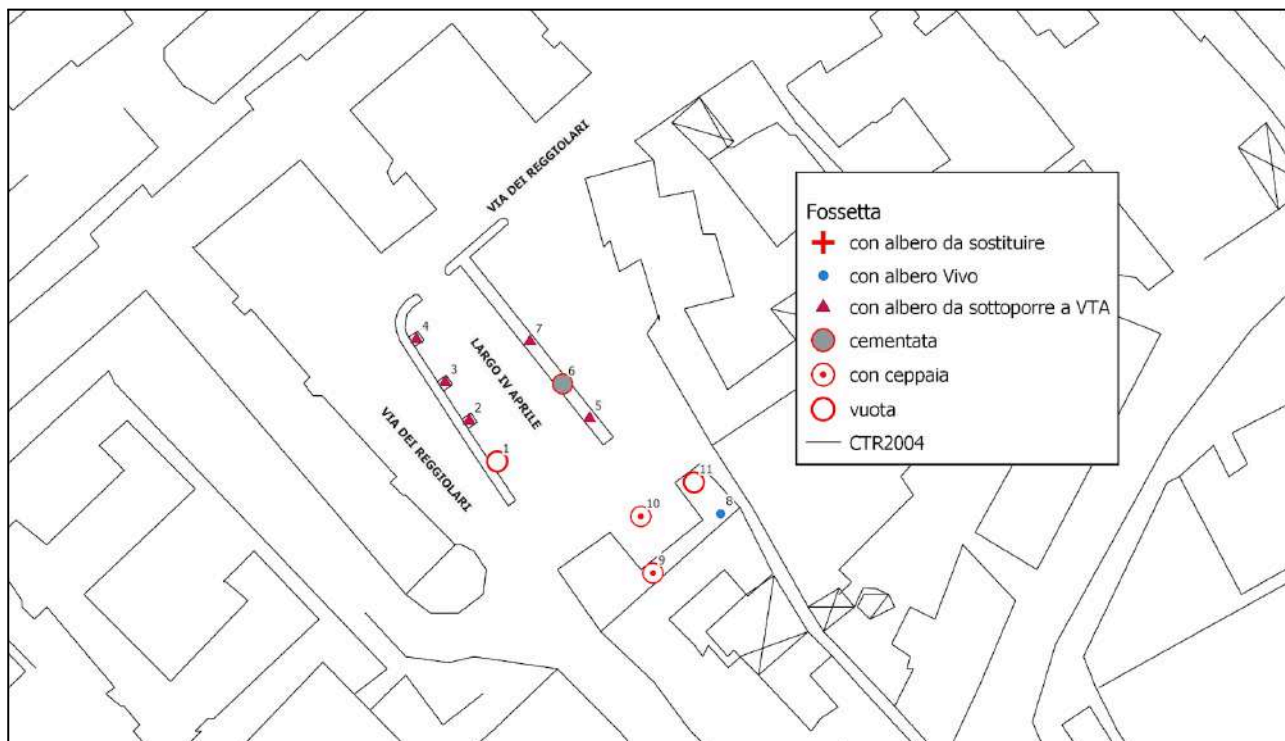 VIA DEI REGGIOLARI
Fossetta
con albero da sostituire
con albero Vivo
con albero da sottoporre a VTA
cementata
con ceppaia
vuota
CTR2004
4
7
3
6
LARGO IV APRILE
2
5
VIA DEI REGGIOLARI
1
11
10
8
9